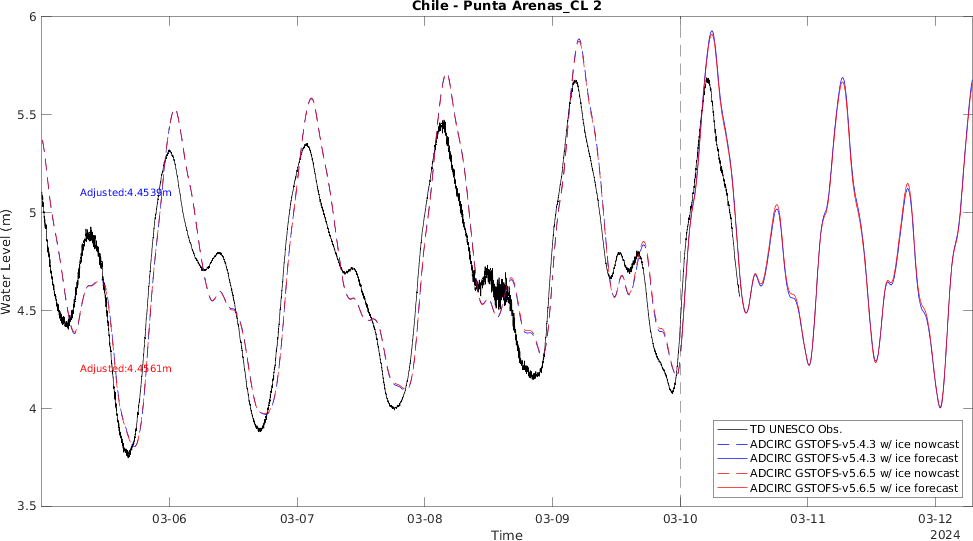 Chile - Punta Arenas_CL 2
Water Level (m)
6
5.5
5
4.5
4
3.5
Adjusted:4.4539m
Adjusted:4.4561m
TD UNESCO Obs.
ADCIRC GSTOFS-v5.4.3 w/ ice nowcast
ADCIRC GSTOFS-v5.4.3 w/ ice forecast
ADCIRC GSTOFS-v5.6.5 w/ ice nowcast
ADCIRC GSTOFS-v5.6.5 w/ ice forecast
03-06 03-07 03-08 03-09 03-10 03-11 03-12
Time
2024